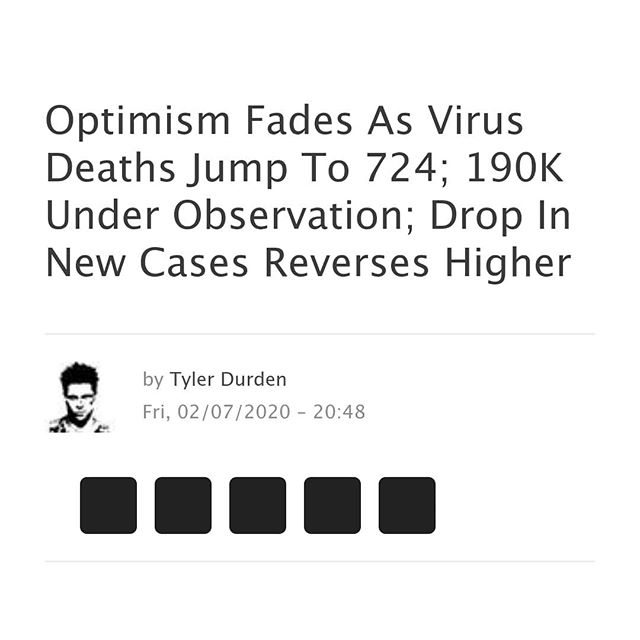 Optimism Fades As Virus
Deaths Jump To 724; 190K
Under Observation; Drop In
New Cases Reverses Higher
by Tyler Durden
Fri, 02/07/2020 – 20:48